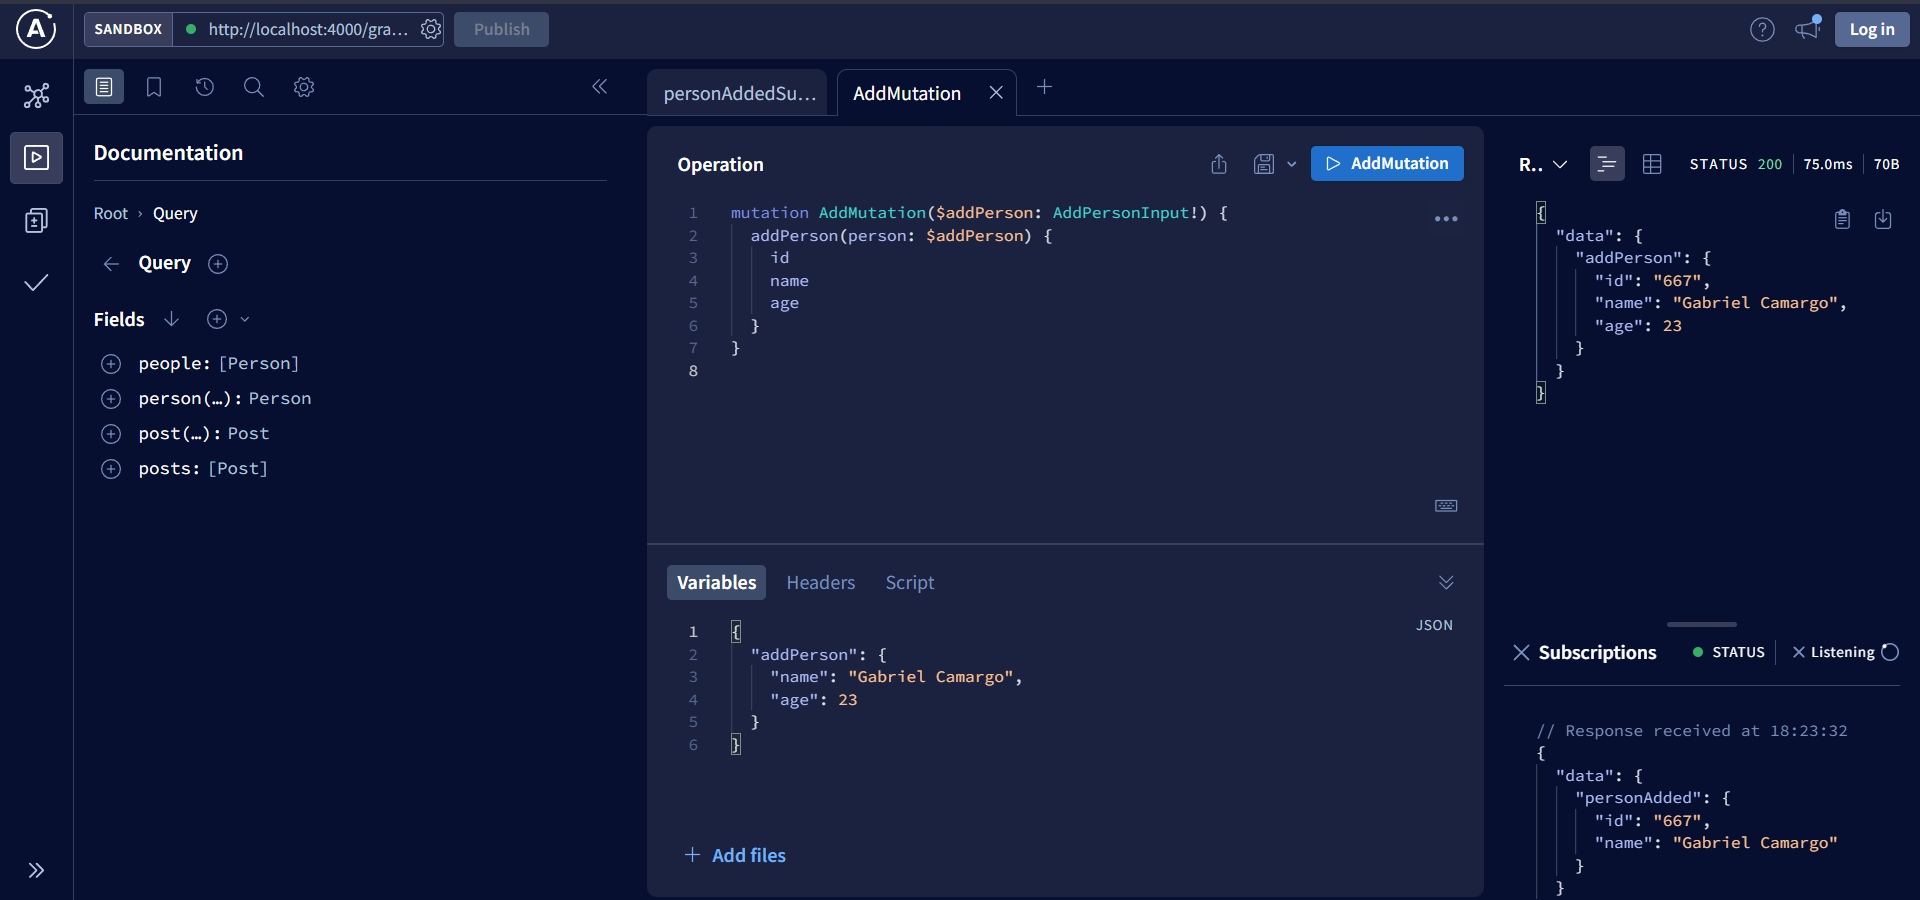 SANDBOX http://localhost:4000/gra... Publish Log in
personAddedSu... AddMutation
Documentation
Root › Query
Query
Fields
people: [Person]
person(…): Person
post(…): Post
posts: [Post]
Operation AddMutation
1 mutation AddMutation($addPerson: AddPersonInput!) {
2 addPerson(person: $addPerson) {
3 id
4 name
5 age
6 }
7 }
8
Variables Headers Script
JSON
1 {
2 "addPerson": {
3 "name": "Gabriel Camargo",
4 "age": 23
5 }
6 }
Add files
R.. STATUS 200 75.0ms 70B
{
"data": {
"addPerson": {
"id": "667",
"name": "Gabriel Camargo",
"age": 23
}
}
}
Subscriptions STATUS Listening
// Response received at 18:23:32
{
"data": {
"personAdded": {
"id": "667",
"name": "Gabriel Camargo"
}
}